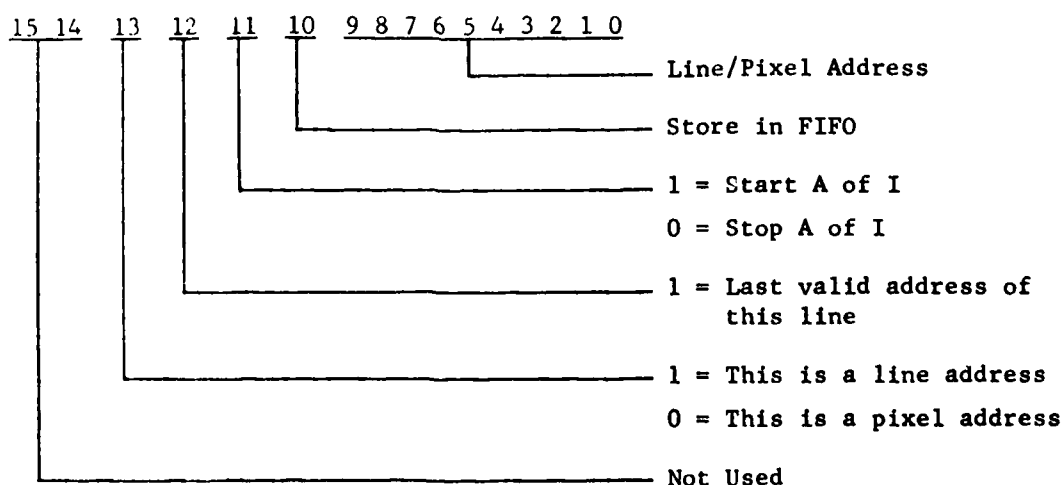 15 14 13 12 11 10 9 8 7 6 5 4 3 2 1 0
Line/Pixel Address
Store in FIFO
1 = Start A of I
0 = Stop A of I
1 = Last valid address of
this line
1 = This is a line address
0 = This is a pixel address
Not Used